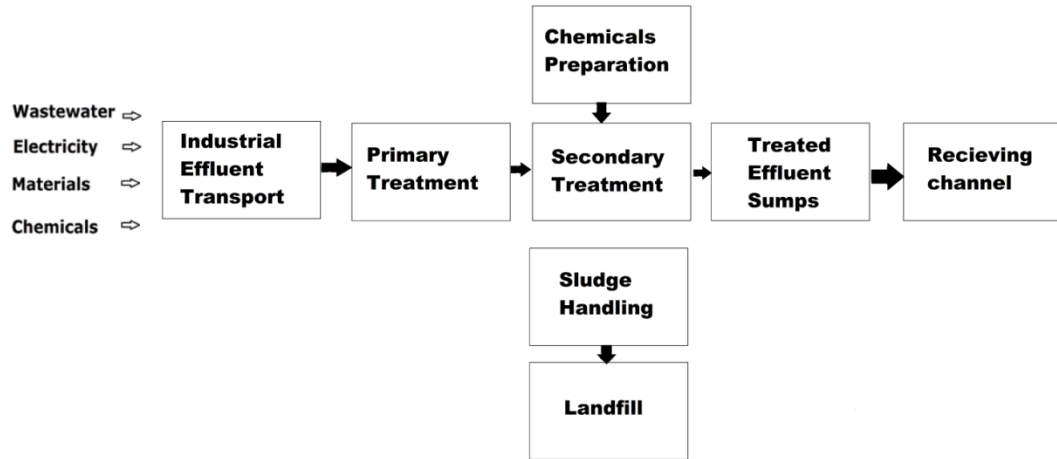 Chemicals
Preparation
Wastewater
Electricity
Materials
Chemicals
Industrial
Effluent
Transport
Primary
Treatment
Secondary
Treatment
Treated
Effluent
Sumps
Recieving
channel
Sludge
Handling
Landfill